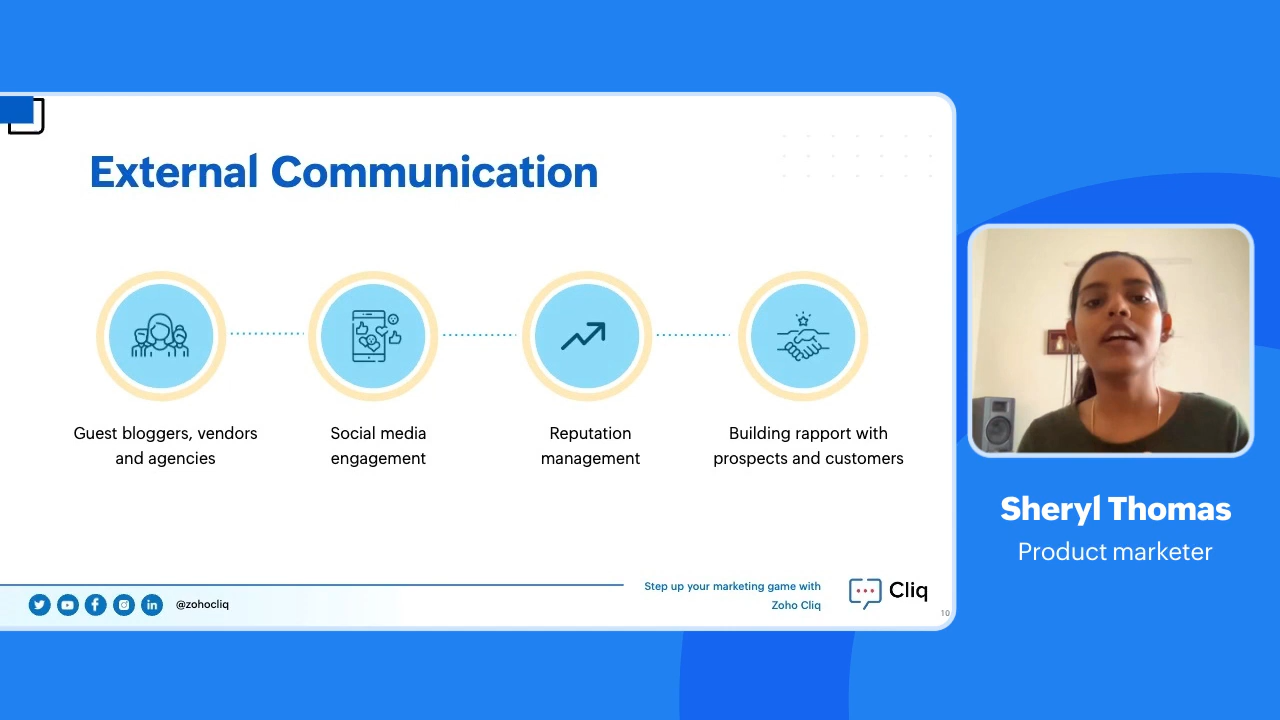 External Communication
Guest bloggers, vendors
and agencies
Social media
engagement
Reputation
management
Building rapport with
prospects and customers
@zohocliq
Step up your marketing game with
Zoho Cliq
Cliq
10
Sheryl Thomas
Product marketer